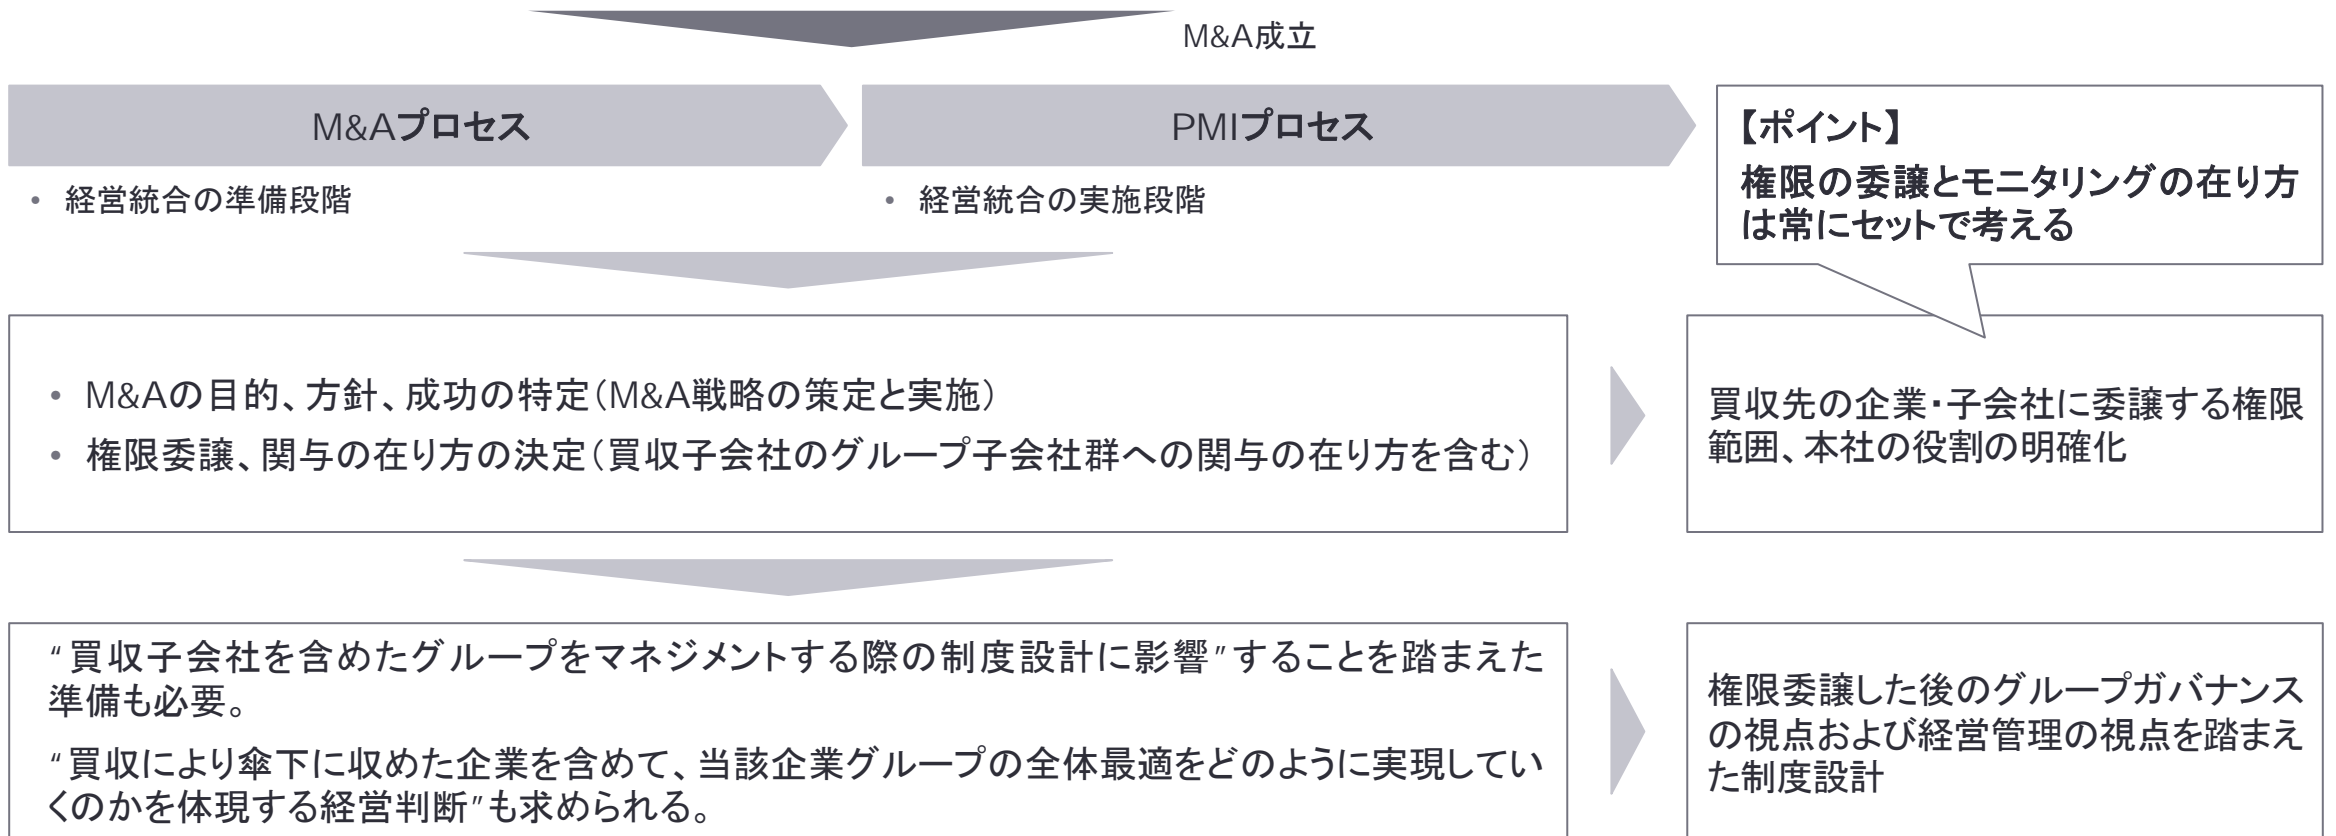 M&A成立
M&Aプロセス
PMIプロセス
• 経営統合の準備段階
• 経営統合の実施段階
【ポイント】
権限の委譲とモニタリングの在り方
は常にセットで考える
• M&Aの目的、方針、成功の特定（M&A戦略の策定と実施）
• 権限委譲、関与の在り方の決定（買収子会社のグループ子会社群への関与の在り方を含む）
買収先の企業・子会社に委譲する権限
範囲、本社の役割の明確化
“買収子会社を含めたグループをマネジメントする際の制度設計に影響”することを踏まえた
準備も必要。
“買収により傘下に収めた企業を含めて、当該企業グループの全体最適をどのように実現してい
くのかを体現する経営判断”も求められる。
権限委譲した後のグループガバナンス
の視点および経営管理の視点を踏まえ
た制度設計